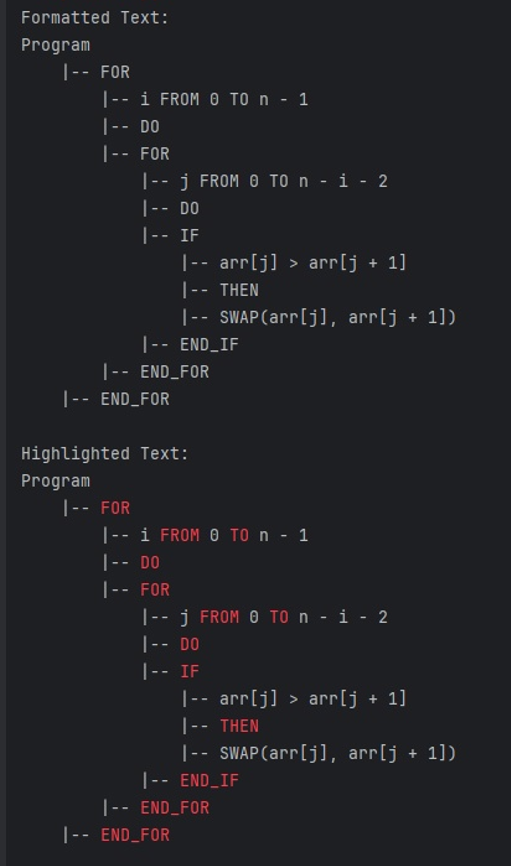 Formatted Text:
Program
    |-- FOR
        |-- i FROM 0 TO n - 1
        |-- DO
        |-- FOR
            |-- j FROM 0 TO n - i - 2
            |-- DO
            |-- IF
                |-- arr[j] > arr[j + 1]
                |-- THEN
                |-- SWAP(arr[j], arr[j + 1])
            |-- END_IF
        |-- END_FOR
    |-- END_FOR

Highlighted Text:
Program
    |-- FOR
        |-- i FROM 0 TO n - 1
        |-- DO
        |-- FOR
            |-- j FROM 0 TO n - i - 2
            |-- DO
            |-- IF
                |-- arr[j] > arr[j + 1]
                |-- THEN
                |-- SWAP(arr[j], arr[j + 1])
            |-- END_IF
        |-- END_FOR
    |-- END_FOR